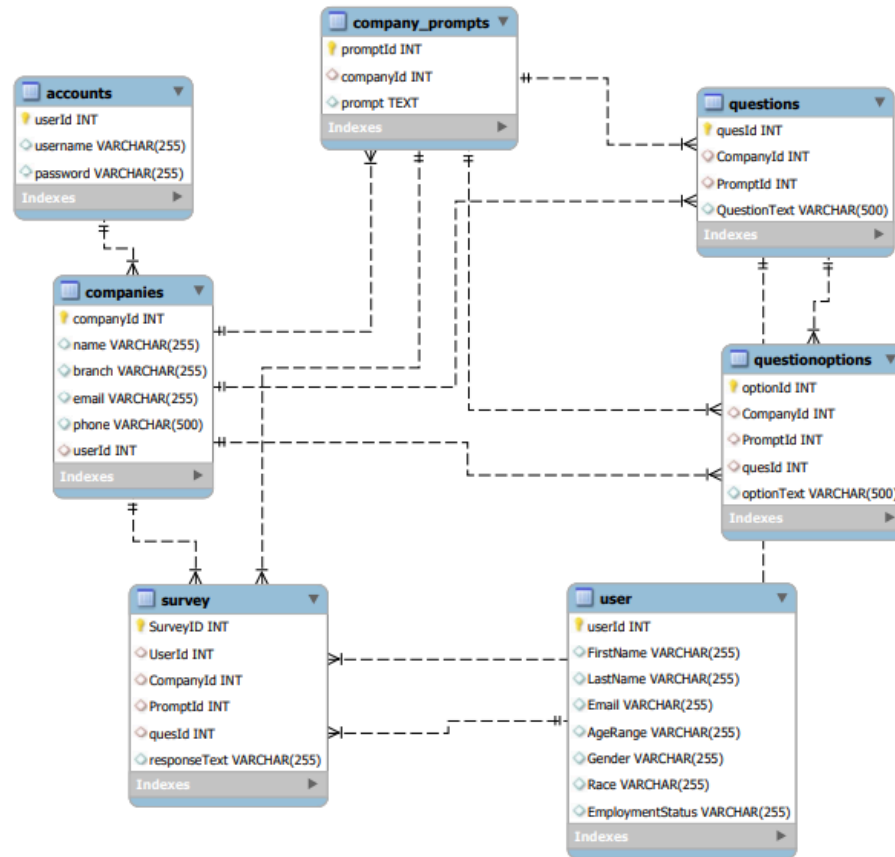 company_prompts
promptId INT
companyId INT
prompt TEXT
Indexes
accounts
userId INT
username VARCHAR(255)
password VARCHAR(255)
Indexes
questions
quesId INT
CompanyId INT
PromptId INT
QuestionText VARCHAR(500)
Indexes
companies
companyId INT
name VARCHAR(255)
branch VARCHAR(255)
email VARCHAR(255)
phone VARCHAR(500)
userId INT
Indexes
questionoptions
optionId INT
CompanyId INT
PromptId INT
quesId INT
optionText VARCHAR(500)
Indexes
survey
SurveyID INT
UserId INT
CompanyId INT
PromptId INT
quesId INT
responseText VARCHAR(255)
Indexes
user
userId INT
FirstName VARCHAR(255)
LastName VARCHAR(255)
Email VARCHAR(255)
AgeRange VARCHAR(255)
Gender VARCHAR(255)
Race VARCHAR(255)
EmploymentStatus VARCHAR(255)
Indexes